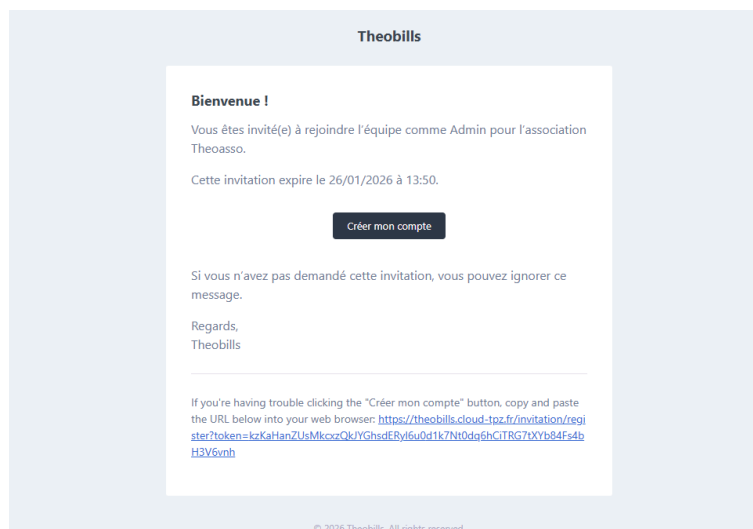 Theobills
Bienvenue !
Vous êtes invité(e) à rejoindre l'équipe comme Admin pour l'association
Theoasso.
Cette invitation expire le 26/01/2026 à 13:50.
Créer mon compte
Si vous n'avez pas demandé cette invitation, vous pouvez ignorer ce
message.
Regards,
Theobills
If you're having trouble clicking the "Créer mon compte" button, copy and paste
the URL below into your web browser: https://theobills.cloud-tpz.fr/invitation/regi
ster?token=kzKaHanZUsMkcxzQkJYGhsdERyl6u0d1k7Nt0dq6hCiTRG7tXYb84Fs4b
H3V6vnh
© 2026 Theobills. All rights reserved.